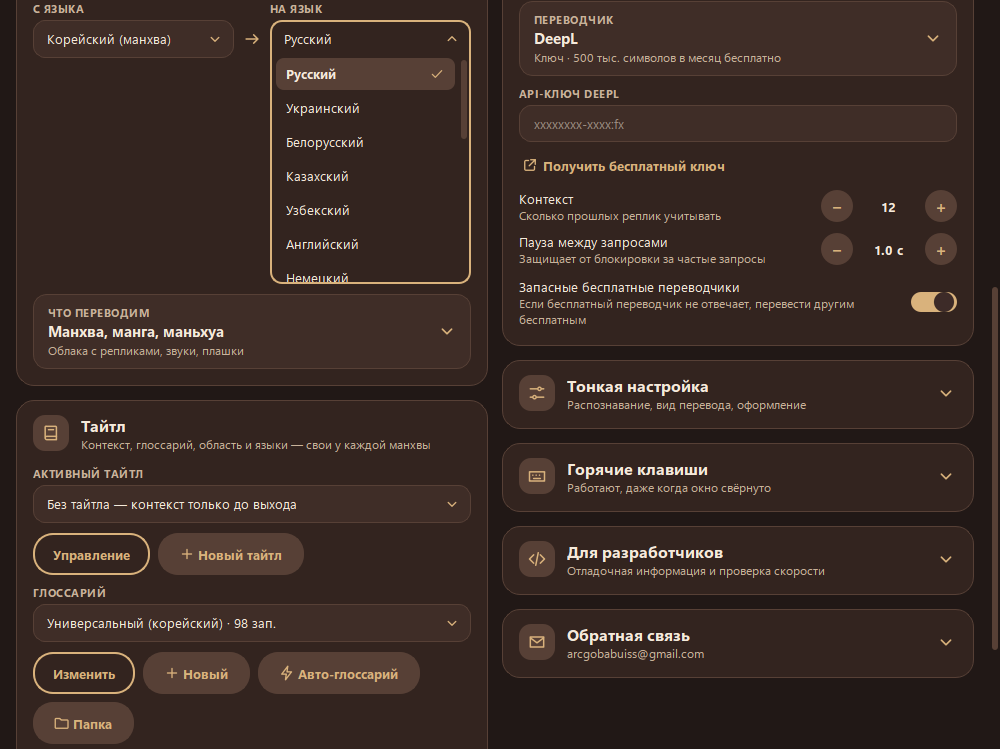 С ЯЗЫКА
НА ЯЗЫК
Корейский (манхва)
Русский
Русский
Украинский
Белорусский
Казахский
Узбекский
Английский
Немецкий
ЧТО ПЕРЕВОДИМ
Манхва, манга, маньхуа
Облака с репликами, звуки, плашки
Тайтл
Контекст, глоссарий, область и языки — свои у каждой манхвы
АКТИВНЫЙ ТАЙТЛ
Без тайтла — контекст только до выхода
Управление
+ Новый тайтл
ГЛОССАРИЙ
Универсальный (корейский) · 98 зап.
Изменить
+ Новый
Авто-глоссарий
Папка
ПЕРЕВОДЧИК
DeepL
Ключ · 500 тыс. символов в месяц бесплатно
API-КЛЮЧ DEEPL
xxxxxxxx-xxxx:fx
Получить бесплатный ключ
Контекст
Сколько прошлых реплик учитывать
− 12 +
Пауза между запросами
Защищает от блокировки за частые запросы
− 1.0 с +
Запасные бесплатные переводчики
Если бесплатный переводчик не отвечает, перевести другим
бесплатным
Тонкая настройка
Распознавание, вид перевода, оформление
Горячие клавиши
Работают, даже когда окно свёрнуто
Для разработчиков
Отладочная информация и проверка скорости
Обратная связь
arcgobabuiss@gmail.com